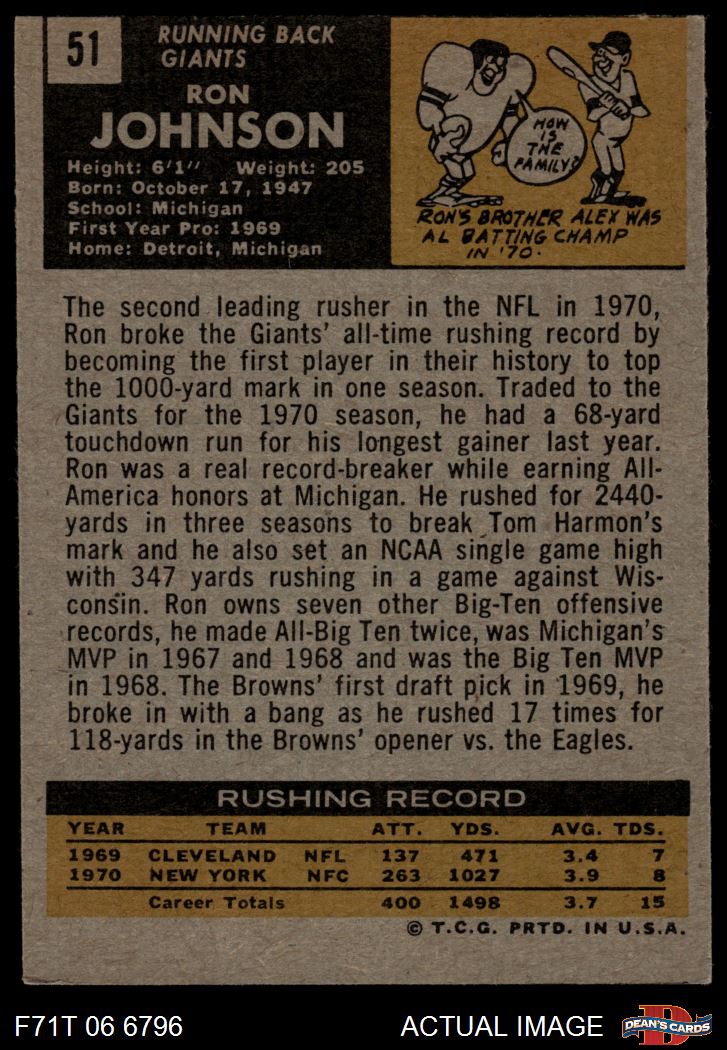 51
RUNNING BACK
GIANTS
RON
JOHNSON
Height: 6'1" Weight: 205
Born: October 17, 1947
School: Michigan
First Year Pro: 1969
Home: Detroit, Michigan
HOW
IS
THE
FAMILY?
RON'S BROTHER ALEX WAS
AL BATTING CHAMP
IN '70.
The second leading rusher in the NFL in 1970,
Ron broke the Giants' all-time rushing record by
becoming the first player in their history to top
the 1000-yard mark in one season. Traded to the
Giants for the 1970 season, he had a 68-yard
touchdown run for his longest gainer last year.
Ron was a real record-breaker while earning All-
America honors at Michigan. He rushed for 2440-
yards in three seasons to break Tom Harmon's
mark and he also set an NCAA single game high
with 347 yards rushing in a game against Wis-
consin. Ron owns seven other Big-Ten offensive
records, he made All-Big Ten twice, was Michigan's
MVP in 1967 and 1968 and was the Big Ten MVP
in 1968. The Browns' first draft pick in 1969, he
broke in with a bang as he rushed 17 times for
118-yards in the Browns' opener vs. the Eagles.
RUSHING RECORD
YEAR TEAM ATT. YDS. AVG. TDS.
1969 CLEVELAND NFL 137 471 3.4 7
1970 NEW YORK NFC 263 1027 3.9 8
Career Totals 400 1498 3.7 15
© T.C.G. PRTD. IN U.S.A.
F71T 06 6796 ACTUAL IMAGE D DEAN'S CARDS